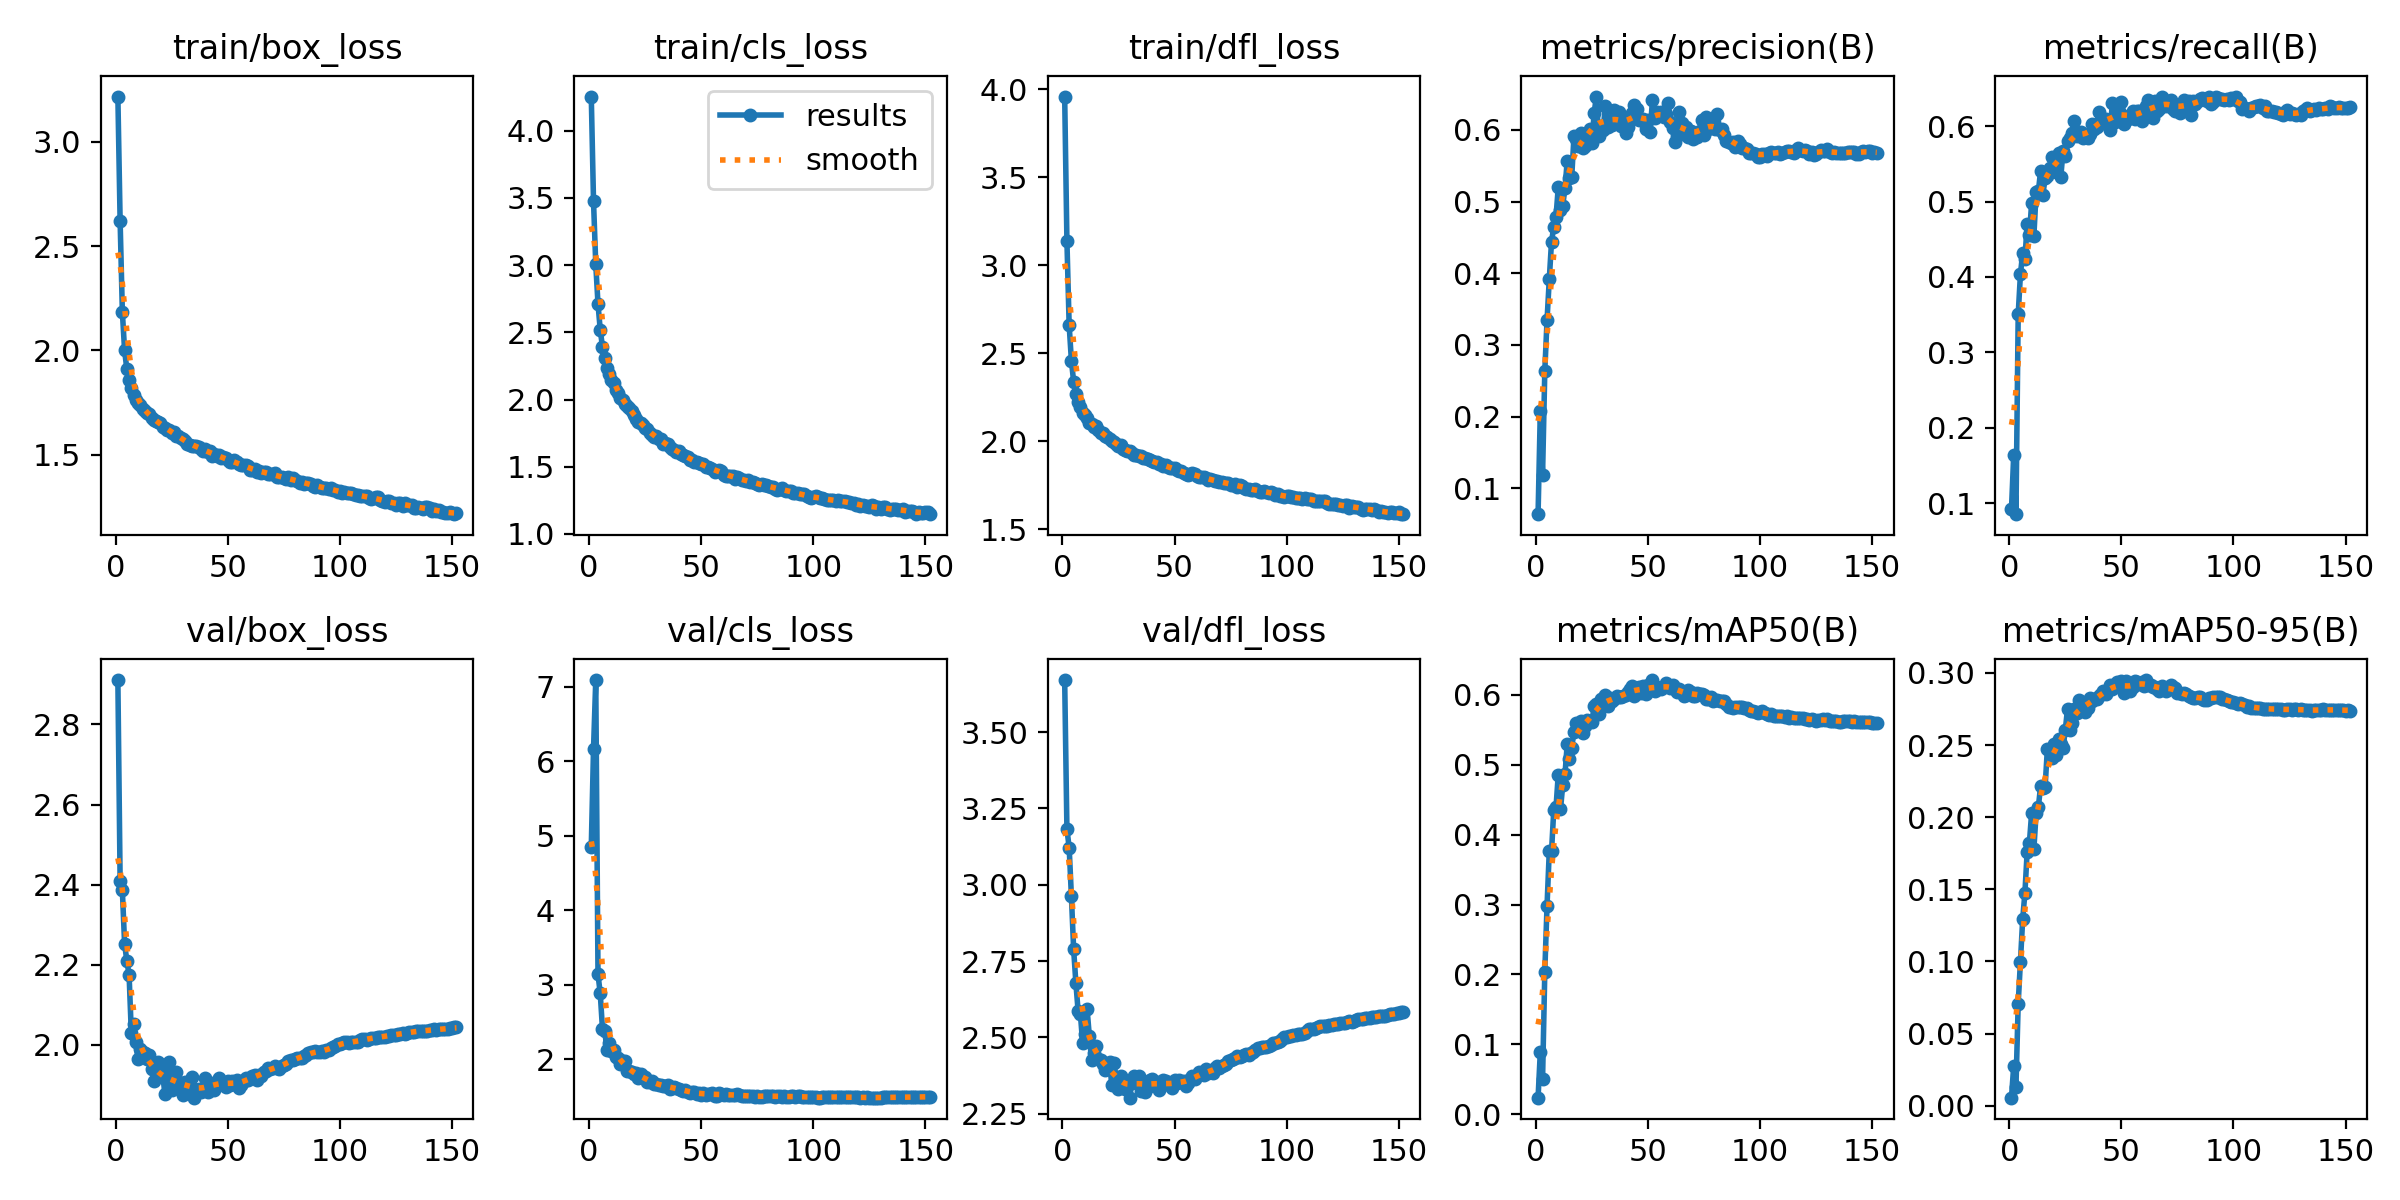 train/box_loss
3.0
2.5
2.0
1.5
0 50 100 150
train/cls_loss
results
smooth
4.0
3.5
3.0
2.5
2.0
1.5
1.0
0 50 100 150
train/dfl_loss
4.0
3.5
3.0
2.5
2.0
1.5
0 50 100 150
metrics/precision(B)
0.6
0.5
0.4
0.3
0.2
0.1
0 50 100 150
metrics/recall(B)
0.6
0.5
0.4
0.3
0.2
0.1
0 50 100 150
val/box_loss
2.8
2.6
2.4
2.2
2.0
0 50 100 150
val/cls_loss
7
6
5
4
3
2
0 50 100 150
val/dfl_loss
3.50
3.25
3.00
2.75
2.50
2.25
0 50 100 150
metrics/mAP50(B)
0.6
0.5
0.4
0.3
0.2
0.1
0.0
0 50 100 150
metrics/mAP50-95(B)
0.30
0.25
0.20
0.15
0.10
0.05
0.00
0 50 100 150